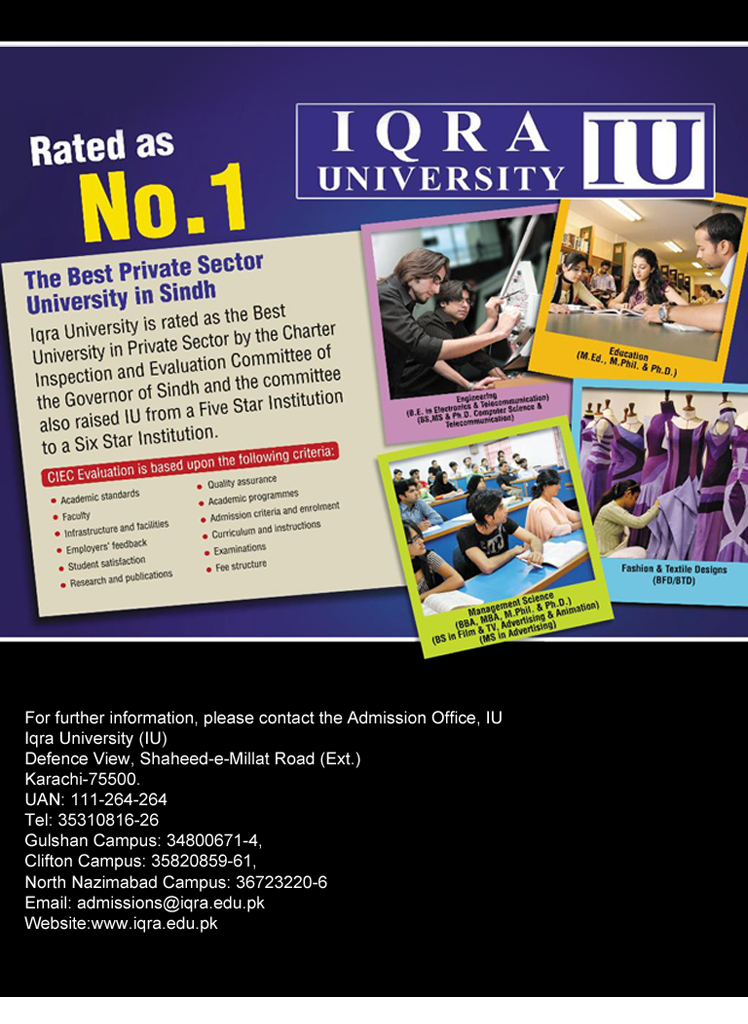 Rated as
No.1
IQRA
UNIVERSITY
IU
The Best Private Sector
University in Sindh
Iqra University is rated as the Best
University in Private Sector by the Charter
Inspection and Evaluation Committee of
the Governor of Sindh and the committee
also raised IU from a Five Star Institution
to a Six Star Institution.
CIEC Evaluation is based upon the following criteria:
Academic standards
Faculty
Infrastructure and facilities
Employers' feedback
Student satisfaction
Research and publications
Quality assurance
Academic programmes
Admission criteria and enrolment
Curriculum and instructions
Examinations
Fee structure
Engineering
(B.E. in Electronics & Telecommunication)
(BS,MS & Ph.D. Computer Science &
Telecommunication)
Education
(M.Ed., M.Phil. & Ph.D.)
Management Science
(BBA, MBA, M.Phil. & Ph.D.)
(BS in Film & TV, Advertising & Animation)
(MS in Advertising)
Fashion & Textile Designs
(BFD/BTD)
For further information, please contact the Admission Office, IU
Iqra University (IU)
Defence View, Shaheed-e-Millat Road (Ext.)
Karachi-75500.
UAN: 111-264-264
Tel: 35310816-26
Gulshan Campus: 34800671-4,
Clifton Campus: 35820859-61,
North Nazimabad Campus: 36723220-6
Email: admissions@iqra.edu.pk
Website:www.iqra.edu.pk